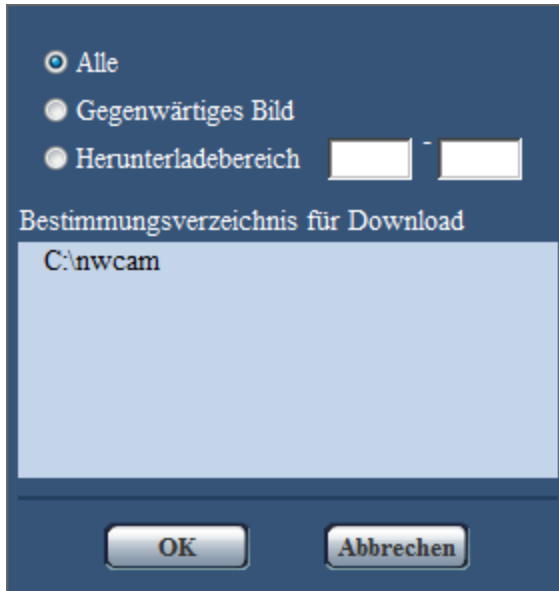 Alle
Gegenwärtiges Bild
Herunterladebereich -
Bestimmungsverzeichnis für Download
C:\nwcam
OK Abbrechen